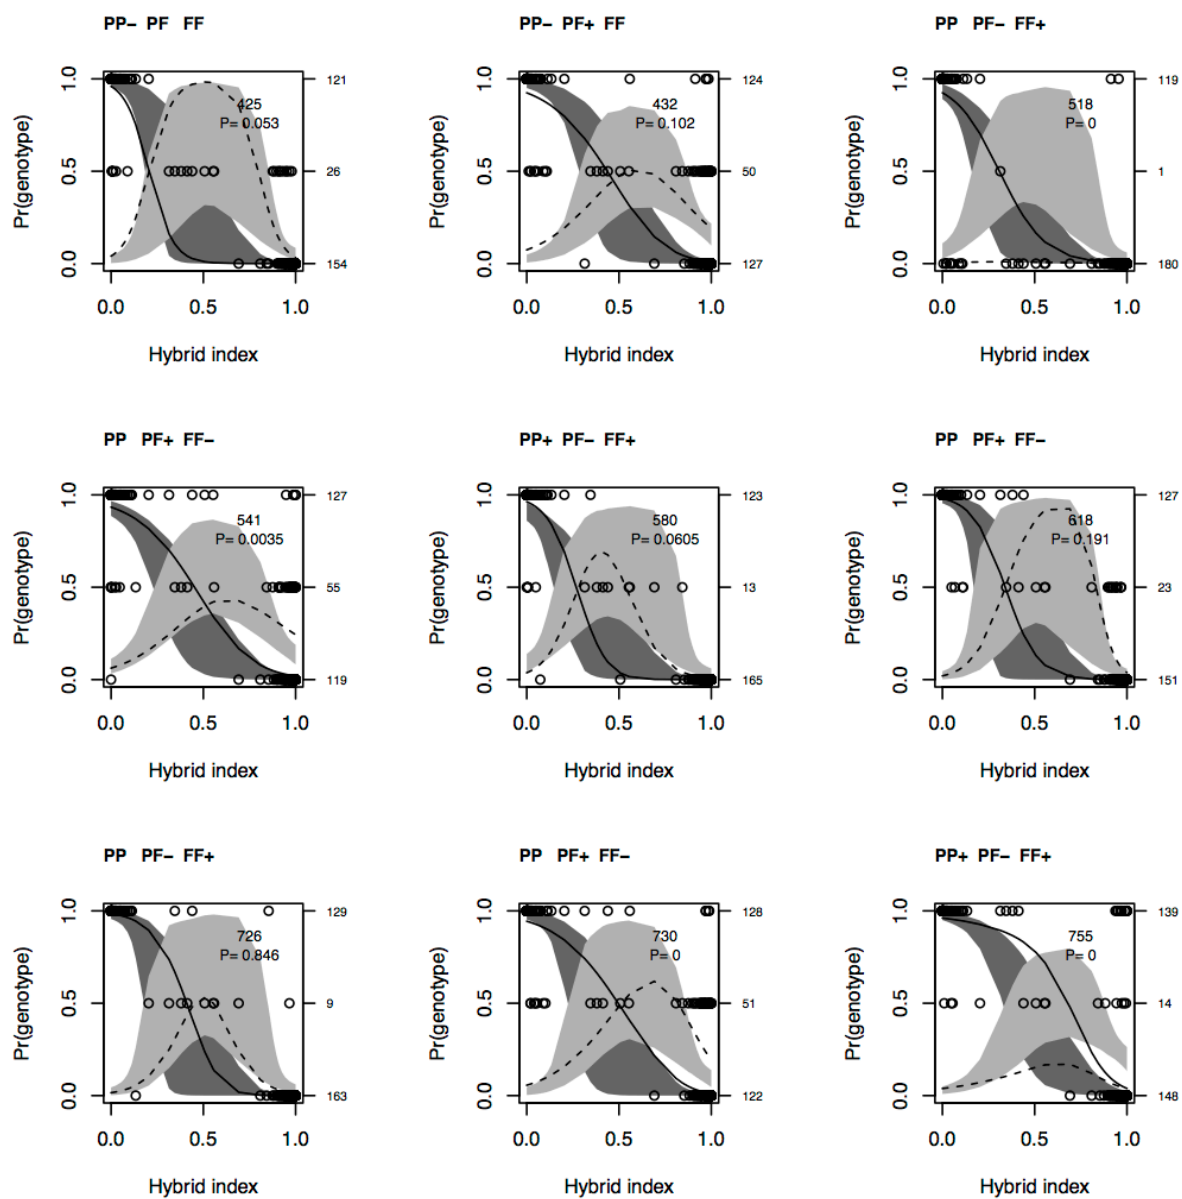 PP− PF FF
PP− PF+ FF
PP PF− FF+
Pr(genotype)
1.0
0.5
0.0
425
P= 0.053
121
26
154
0.0 0.5 1.0
Hybrid index
Pr(genotype)
1.0
0.5
0.0
432
P= 0.102
124
50
127
0.0 0.5 1.0
Hybrid index
Pr(genotype)
1.0
0.5
0.0
518
P= 0
119
1
180
0.0 0.5 1.0
Hybrid index
PP PF+ FF−
PP+ PF− FF+
PP PF+ FF−
Pr(genotype)
1.0
0.5
0.0
541
P= 0.0035
127
55
119
0.0 0.5 1.0
Hybrid index
Pr(genotype)
1.0
0.5
0.0
580
P= 0.0605
123
13
165
0.0 0.5 1.0
Hybrid index
Pr(genotype)
1.0
0.5
0.0
618
P= 0.191
127
23
151
0.0 0.5 1.0
Hybrid index
PP PF− FF+
PP PF+ FF−
PP+ PF− FF+
Pr(genotype)
1.0
0.5
0.0
726
P= 0.846
129
9
163
0.0 0.5 1.0
Hybrid index
Pr(genotype)
1.0
0.5
0.0
730
P= 0
128
51
122
0.0 0.5 1.0
Hybrid index
Pr(genotype)
1.0
0.5
0.0
755
P= 0
139
14
148
0.0 0.5 1.0
Hybrid index